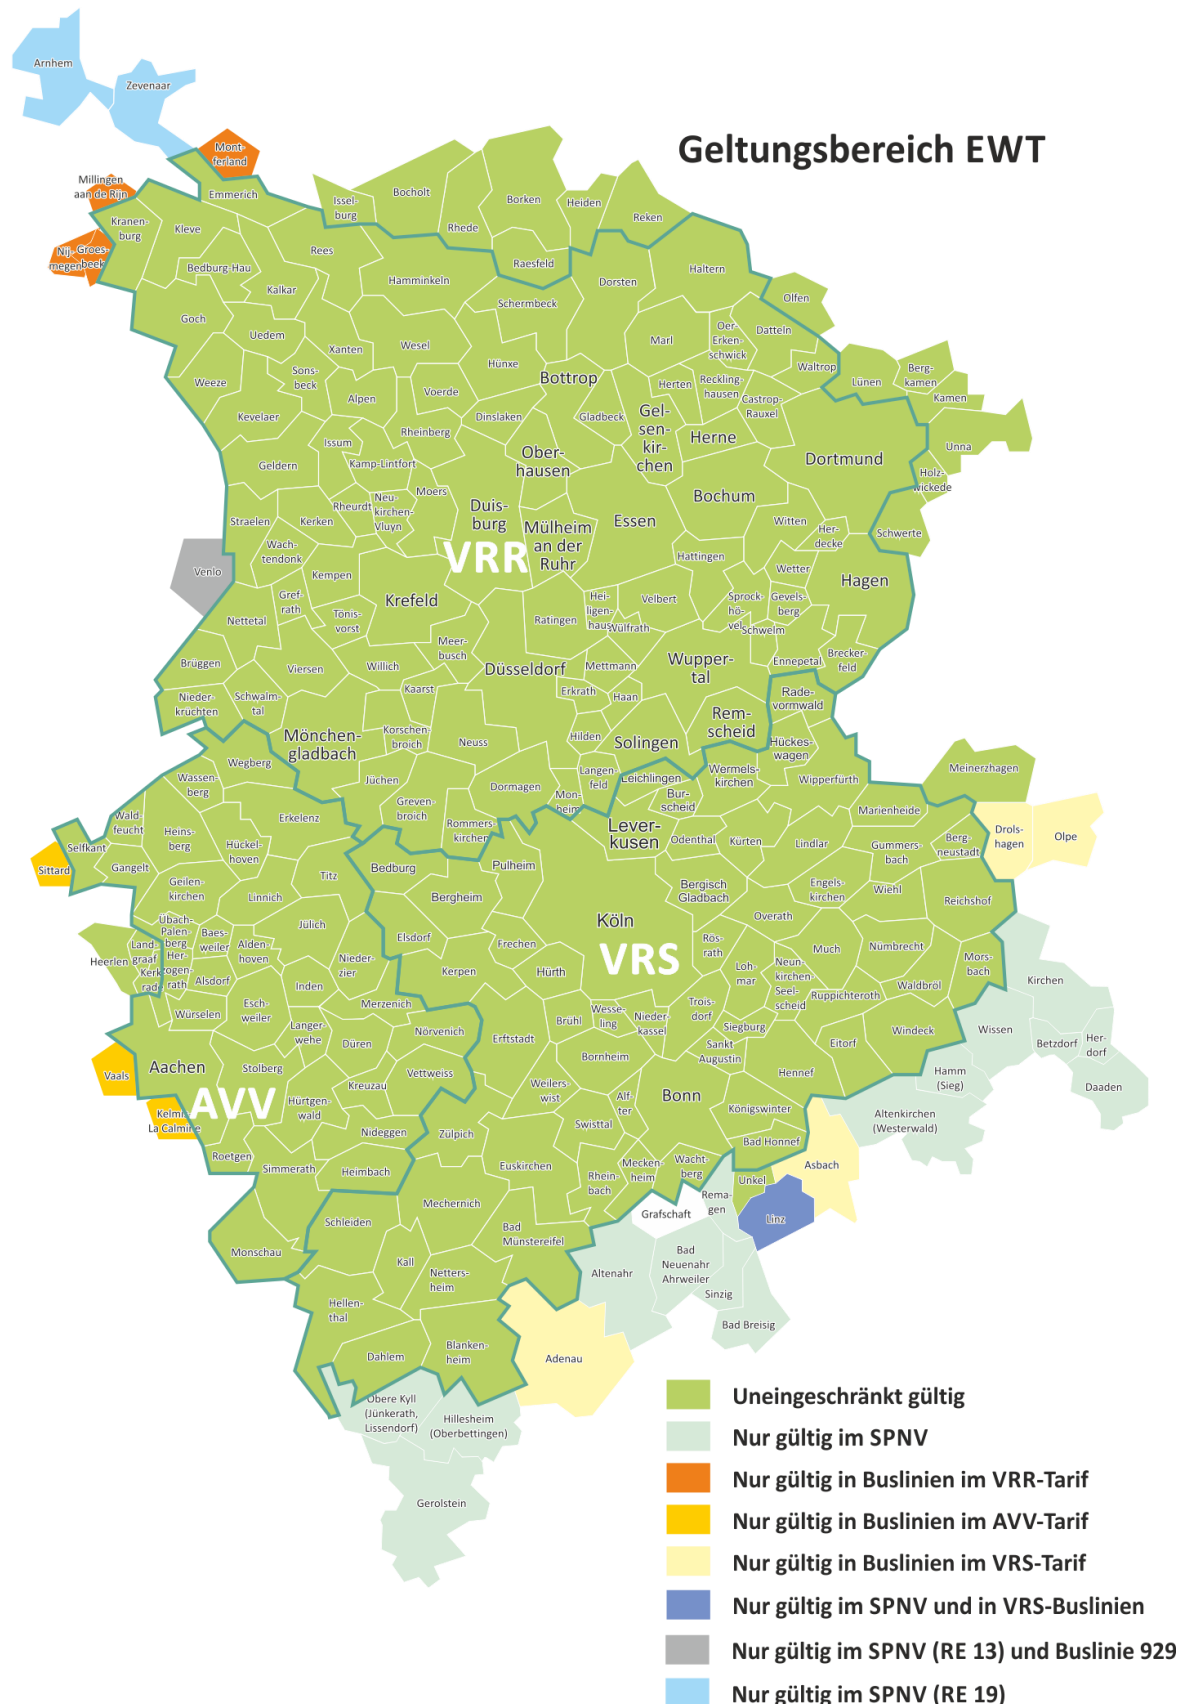 Geltungsbereich EWT
Arnhem
Zevenaar
Mont-
ferland
Millingen
aan de Rijn
Emmerich
Nij-
megen
Groes-
beek
Kranen-
burg
Kleve
Issel-
burg
Bocholt
Rhede
Borken
Heiden
Reken
Rees
Bedburg-Hau
Kalkar
Hamminkeln
Raesfeld
Dorsten
Haltern
Olfen
Goch
Uedem
Schermbeck
Xanten
Wesel
Marl
Oer-
Erken-
schwick
Datteln
Waltrop
Lünen
Berg-
kamen
Kamen
Weeze
Sons-
beck
Hünxe
Bottrop
Alpen
Voerde
Herten
Reckling-
hausen
Castrop-
Rauxel
Kevelaer
Dinslaken
Gladbeck
Gel-
sen-
kir-
chen
Herne
Dortmund
Unna
Holz-
wickede
Issum
Rheinberg
Ober-
hausen
Geldern
Kamp-Lintfort
Moers
Bochum
Rheurdt
Neu-
kirchen-
Vluyn
Duis-
burg
Mülheim
an der
Ruhr
Essen
Witten
Her-
decke
Schwerte
Straelen
Kerken
Wach-
tendonk
VRR
Hattingen
Wetter
Hagen
Venlo
Kempen
Gref-
rath
Krefeld
Hei-
ligen-
haus
Velbert
Sprock-
hö-
vel
Gevels-
berg
Nettetal
Tönis-
vorst
Ratingen
Wülfrath
Schwelm
Brüggen
Viersen
Willich
Meer-
busch
Düsseldorf
Mettmann
Wupper-
tal
Ennepetal
Brecker-
feld
Nieder-
krüchten
Schwalm-
tal
Kaarst
Erkrath
Haan
Rade-
vormwald
Mönchen-
gladbach
Korschen-
broich
Neuss
Hilden
Solingen
Rem-
scheid
Hückes-
wagen
Wegberg
Wassen-
berg
Jüchen
Dormagen
Langen-
feld
Mon-
heim
Leichlingen
Bur-
scheid
Wermels-
kirchen
Wipperfürth
Meinerzhagen
Wald-
feucht
Heins-
berg
Erkelenz
Greven-
broich
Rommers-
kirchen
Lever-
kusen
Odenthal
Kürten
Lindlar
Marienheide
Gummers-
bach
Berg-
neustadt
Drols-
hagen
Olpe
Selfkant
Sittard
Gangelt
Hückel-
hoven
Geilen-
kirchen
Linnich
Titz
Bedburg
Pulheim
Bergheim
Bergisch
Gladbach
Engels-
kirchen
Wiehl
Reichshof
Köln
Overath
Übach-
Palen-
berg
Baes-
weiler
Alden-
hoven
Jülich
Elsdorf
Frechen
VRS
Rös-
rath
Much
Nümbrecht
Mors-
bach
Heerlen
Land-
graaf
Kerk-
rade
Her-
zogen-
rath
Alsdorf
Nieder-
zier
Inden
Kerpen
Hürth
Loh-
mar
Neun-
kirchen-
Seel-
scheid
Ruppichteroth
Waldbröl
Kirchen
Würselen
Esch-
weiler
Langer-
wehe
Merzenich
Nörvenich
Brühl
Wesse-
ling
Nieder-
kassel
Trois-
dorf
Siegburg
Sankt
Augustin
Eitorf
Windeck
Wissen
Betzdorf
Her-
dorf
Daaden
Aachen
Stolberg
Düren
Erftstadt
Bornheim
Hennef
Hamm
(Sieg)
Vaals
AVV
Kreuzau
Vettweiss
Weilers-
wist
Alf-
ter
Bonn
Königswinter
Altenkirchen
(Westerwald)
Kelmis-
La Calmine
Hürtgen-
wald
Nideggen
Zülpich
Swisttal
Bad Honnef
Roetgen
Simmerath
Heimbach
Euskirchen
Rhein-
bach
Mecken-
heim
Wacht-
berg
Asbach
Unkel
Linz
Rema-
gen
Grafschaft
Mechernich
Schleiden
Monschau
Bad
Münstereifel
Kall
Netters-
heim
Altenahr
Bad
Neuenahr
Ahrweiler
Sinzig
Bad Breisig
Hellen-
thal
Dahlem
Blanken-
heim
Adenau
Obere Kyll
(Jünkerath,
Lissendorf)
Hillesheim
(Oberbettingen)
Gerolstein
Uneingeschränkt gültig
Nur gültig im SPNV
Nur gültig in Buslinien im VRR-Tarif
Nur gültig in Buslinien im AVV-Tarif
Nur gültig in Buslinien im VRS-Tarif
Nur gültig im SPNV und in VRS-Buslinien
Nur gültig im SPNV (RE 13) und Buslinie 929
Nur gültig im SPNV (RE 19)